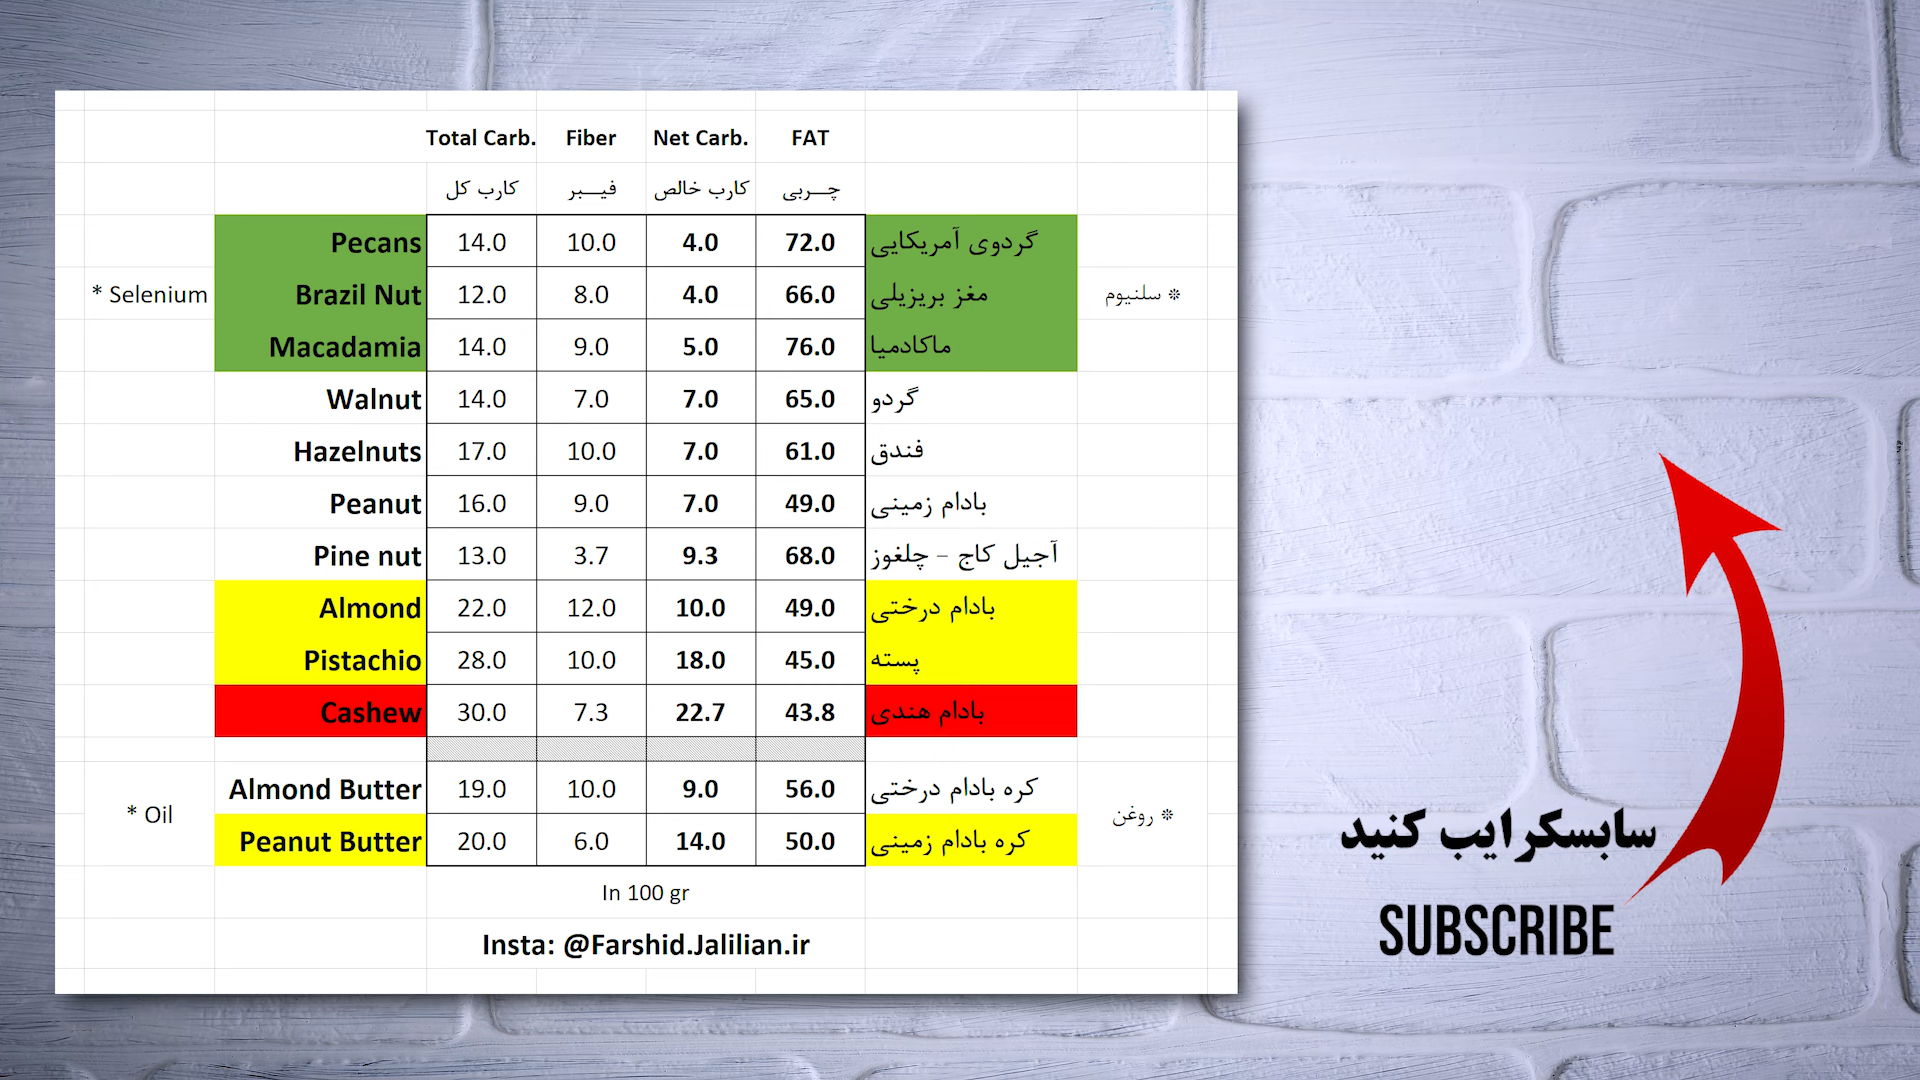 Total Carb. Fiber Net Carb. FAT
کارب کل فیـــبر کارب خالص چـــربی
Pecans 14.0 10.0 4.0 72.0 گردوی آمریکایی
* Selenium Brazil Nut 12.0 8.0 4.0 66.0 مغز بریزیلی * سلنیوم
Macadamia 14.0 9.0 5.0 76.0 ماکادمیا
Walnut 14.0 7.0 7.0 65.0 گردو
Hazelnuts 17.0 10.0 7.0 61.0 فندق
Peanut 16.0 9.0 7.0 49.0 بادام زمینی
Pine nut 13.0 3.7 9.3 68.0 آجیل کاج - چلغوز
Almond 22.0 12.0 10.0 49.0 بادام درختی
Pistachio 28.0 10.0 18.0 45.0 پسته
Cashew 30.0 7.3 22.7 43.8 بادام هندی
Almond Butter 19.0 10.0 9.0 56.0 کره بادام درختی
* Oil * روغن
Peanut Butter 20.0 6.0 14.0 50.0 کره بادام زمینی
In 100 gr
Insta: @Farshid.Jalilian.ir
سابسکرایب کنید
SUBSCRIBE